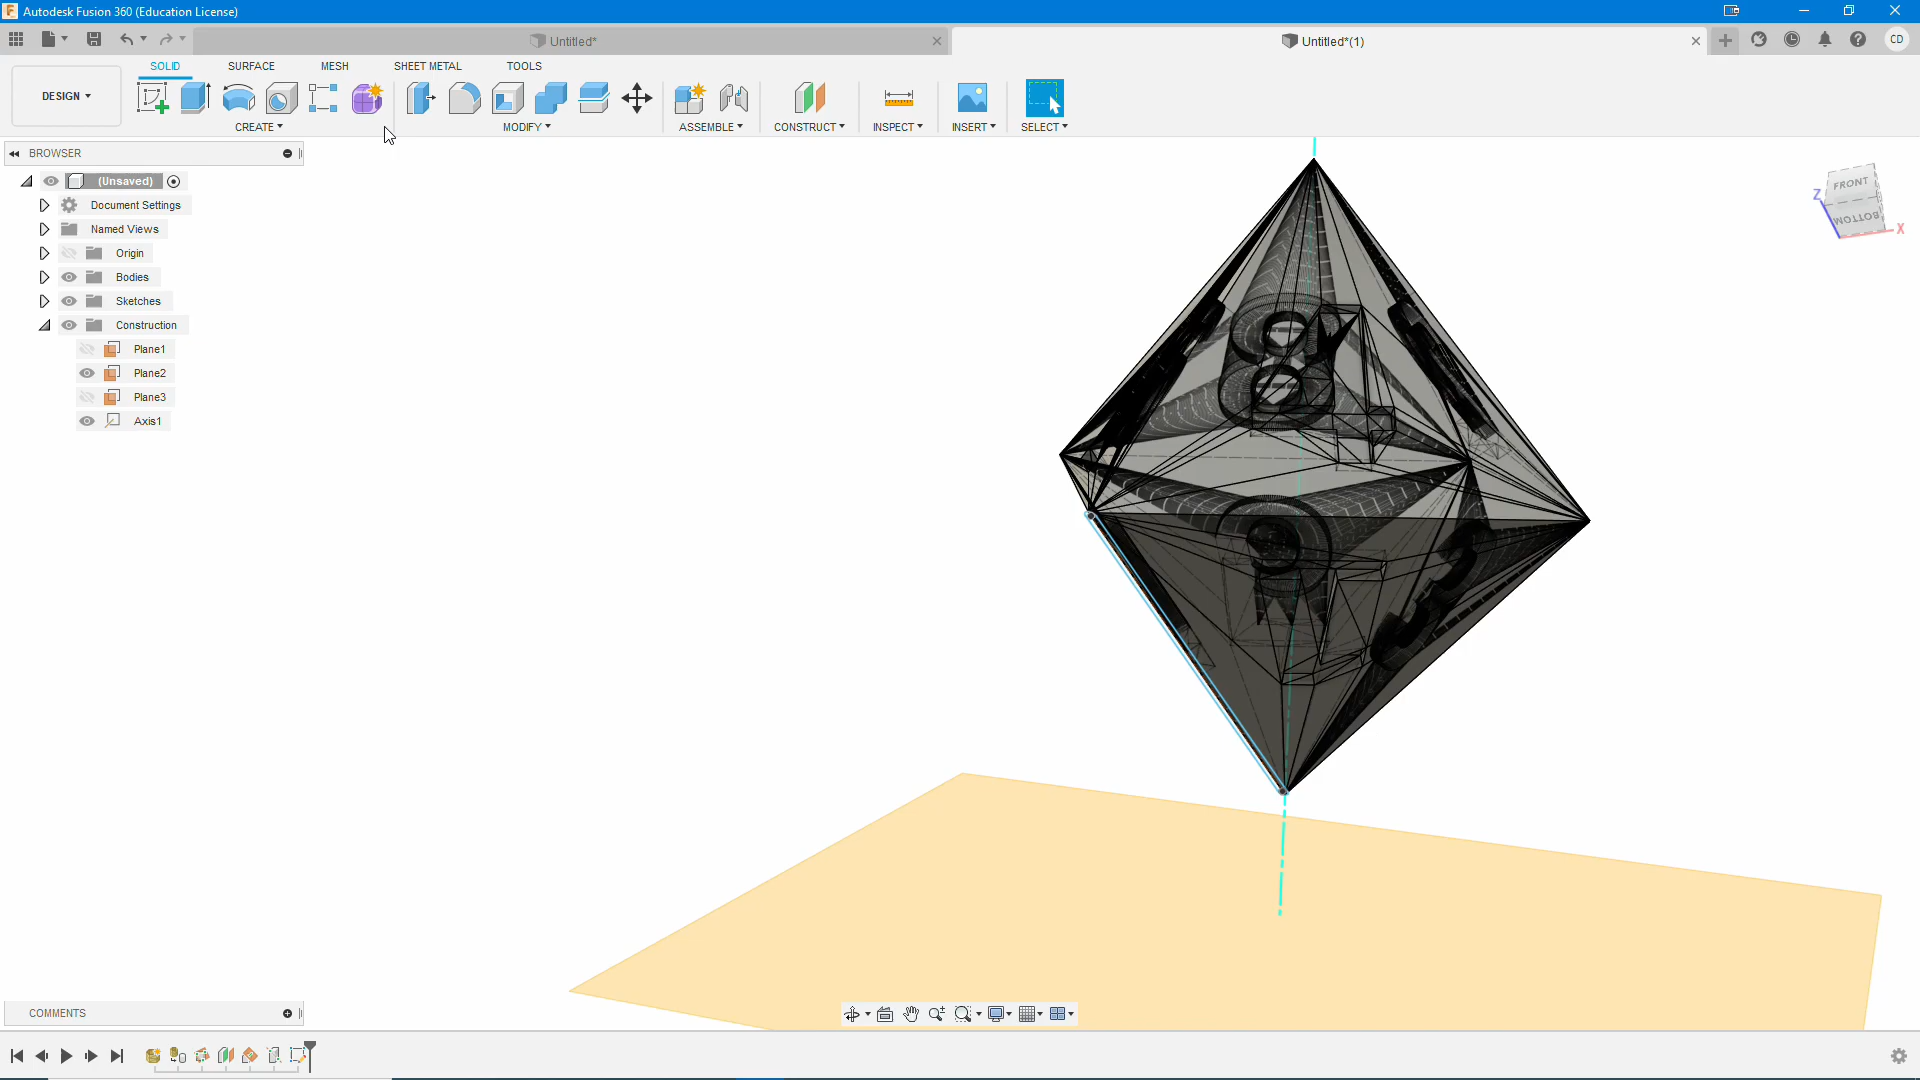 Autodesk Fusion 360 (Education License)
Untitled*
Untitled*(1)
CD
DESIGN
SOLID
SURFACE
MESH
SHEET METAL
TOOLS
CREATE
MODIFY
ASSEMBLE
CONSTRUCT
INSPECT
INSERT
SELECT
BROWSER
(Unsaved)
Document Settings
Named Views
Origin
Bodies
Sketches
Construction
Plane1
Plane2
Plane3
Axis1
FRONT
BOTTOM
Z
X
8
COMMENTS